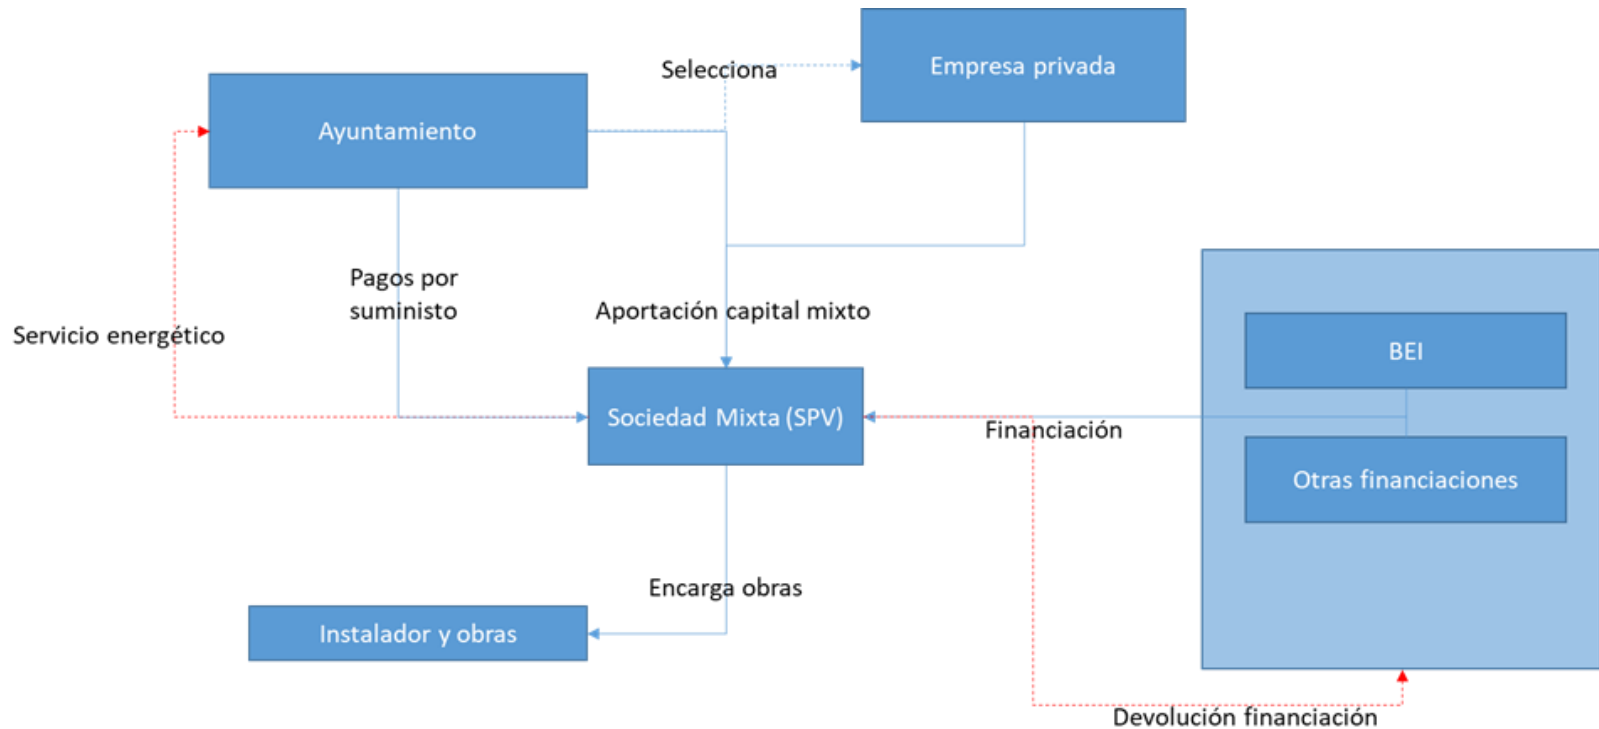 Empresa privada
Selecciona
Ayuntamiento
Pagos por
suministo
Servicio energético
Aportación capital mixto
BEI
Sociedad Mixta (SPV)
Financiación
Otras financiaciones
Encarga obras
Instalador y obras
Devolución financiación